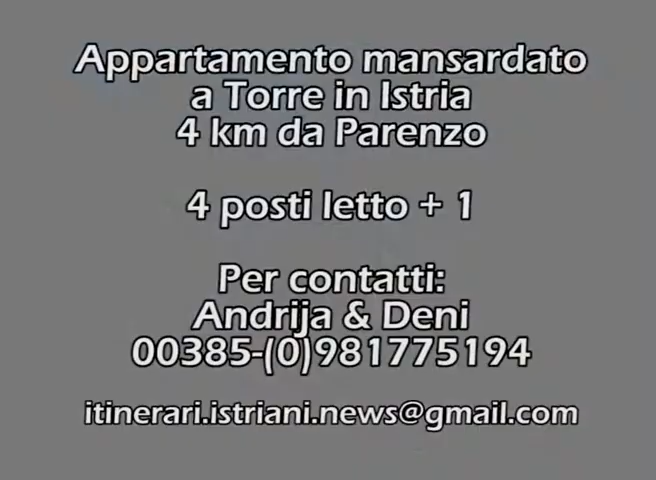 Appartamento mansardato
a Torre in Istria
4 km da Parenzo
4 posti letto + 1
Per contatti:
Andrija & Deni
00385-(0)981775194
itinerari.istriani.news@gmail.com